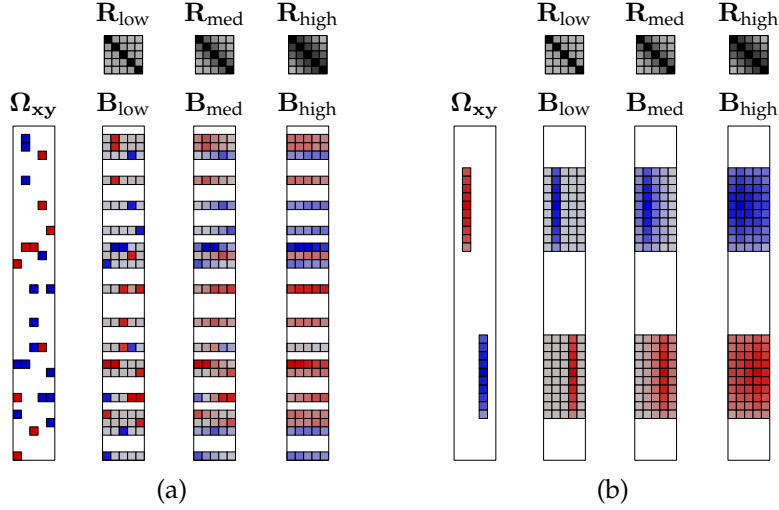 R_low R_med R_high R_low R_med R_high
Ω_xy B_low B_med B_high Ω_xy B_low B_med B_high
(a) (b)